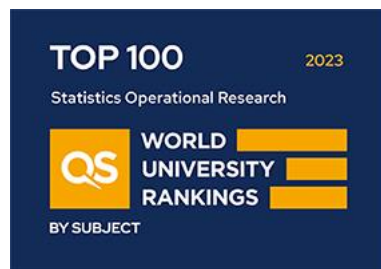 TOP 100
2023
Statistics Operational Research
QS
WORLD
UNIVERSITY
RANKINGS
BY SUBJECT